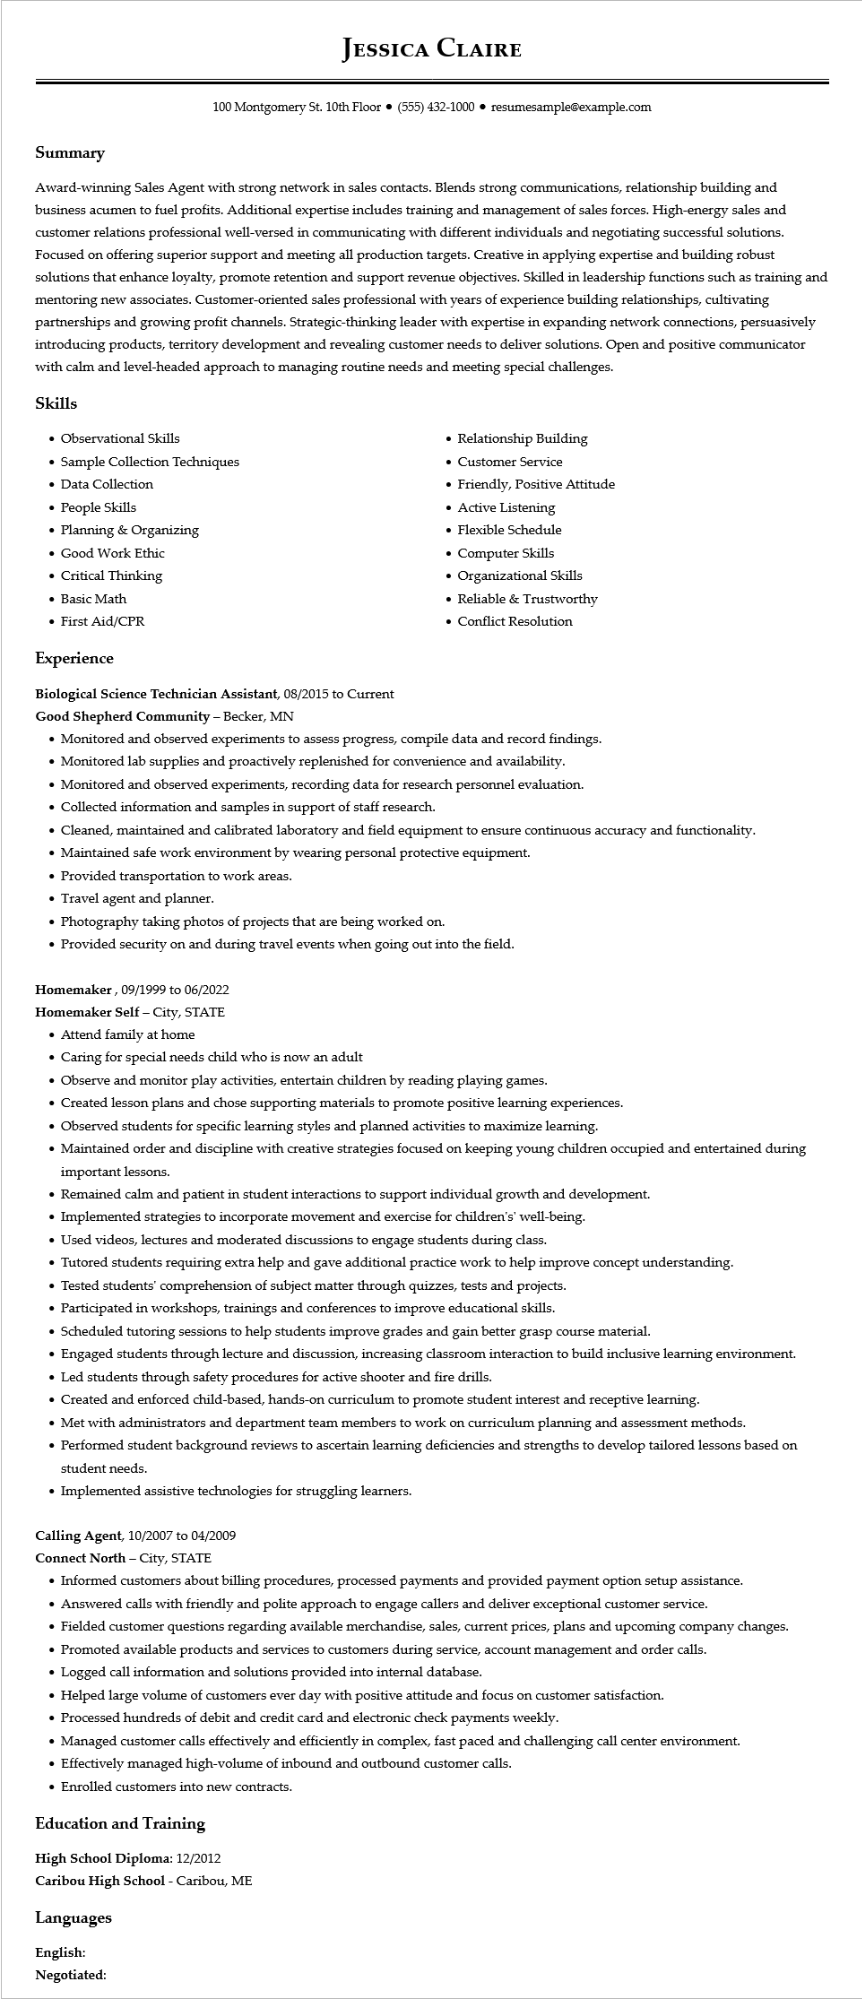 Jessica Claire
100 Montgomery St. 10th Floor ● (555) 432-1000 ● resumesample@example.com
Summary
Award-winning Sales Agent with strong network in sales contacts. Blends strong communications, relationship building and
business acumen to fuel profits. Additional expertise includes training and management of sales forces. High-energy sales and
customer relations professional well-versed in communicating with different individuals and negotiating successful solutions.
Focused on offering superior support and meeting all production targets. Creative in applying expertise and building robust
solutions that enhance loyalty, promote retention and support revenue objectives. Skilled in leadership functions such as training and
mentoring new associates. Customer-oriented sales professional with years of experience building relationships, cultivating
partnerships and growing profit channels. Strategic-thinking leader with expertise in expanding network connections, persuasively
introducing products, territory development and revealing customer needs to deliver solutions. Open and positive communicator
with calm and level-headed approach to managing routine needs and meeting special challenges.
Skills
• Observational Skills
• Sample Collection Techniques
• Data Collection
• People Skills
• Planning & Organizing
• Good Work Ethic
• Critical Thinking
• Basic Math
• First Aid/CPR
• Relationship Building
• Customer Service
• Friendly, Positive Attitude
• Active Listening
• Flexible Schedule
• Computer Skills
• Organizational Skills
• Reliable & Trustworthy
• Conflict Resolution
Experience
Biological Science Technician Assistant, 08/2015 to Current
Good Shepherd Community – Becker, MN
• Monitored and observed experiments to assess progress, compile data and record findings.
• Monitored lab supplies and proactively replenished for convenience and availability.
• Monitored and observed experiments, recording data for research personnel evaluation.
• Collected information and samples in support of staff research.
• Cleaned, maintained and calibrated laboratory and field equipment to ensure continuous accuracy and functionality.
• Maintained safe work environment by wearing personal protective equipment.
• Provided transportation to work areas.
• Travel agent and planner.
• Photography taking photos of projects that are being worked on.
• Provided security on and during travel events when going out into the field.
Homemaker , 09/1999 to 06/2022
Homemaker Self – City, STATE
• Attend family at home
• Caring for special needs child who is now an adult
• Observe and monitor play activities, entertain children by reading playing games.
• Created lesson plans and chose supporting materials to promote positive learning experiences.
• Observed students for specific learning styles and planned activities to maximize learning.
• Maintained order and discipline with creative strategies focused on keeping young children occupied and entertained during
important lessons.
• Remained calm and patient in student interactions to support individual growth and development.
• Implemented strategies to incorporate movement and exercise for children's' well-being.
• Used videos, lectures and moderated discussions to engage students during class.
• Tutored students requiring extra help and gave additional practice work to help improve concept understanding.
• Tested students' comprehension of subject matter through quizzes, tests and projects.
• Participated in workshops, trainings and conferences to improve educational skills.
• Scheduled tutoring sessions to help students improve grades and gain better grasp course material.
• Engaged students through lecture and discussion, increasing classroom interaction to build inclusive learning environment.
• Led students through safety procedures for active shooter and fire drills.
• Created and enforced child-based, hands-on curriculum to promote student interest and receptive learning.
• Met with administrators and department team members to work on curriculum planning and assessment methods.
• Performed student background reviews to ascertain learning deficiencies and strengths to develop tailored lessons based on
student needs.
• Implemented assistive technologies for struggling learners.
Calling Agent, 10/2007 to 04/2009
Connect North – City, STATE
• Informed customers about billing procedures, processed payments and provided payment option setup assistance.
• Answered calls with friendly and polite approach to engage callers and deliver exceptional customer service.
• Fielded customer questions regarding available merchandise, sales, current prices, plans and upcoming company changes.
• Promoted available products and services to customers during service, account management and order calls.
• Logged call information and solutions provided into internal database.
• Helped large volume of customers ever day with positive attitude and focus on customer satisfaction.
• Processed hundreds of debit and credit card and electronic check payments weekly.
• Managed customer calls effectively and efficiently in complex, fast paced and challenging call center environment.
• Effectively managed high-volume of inbound and outbound customer calls.
• Enrolled customers into new contracts.
Education and Training
High School Diploma: 12/2012
Caribou High School - Caribou, ME
Languages
English:
Negotiated: